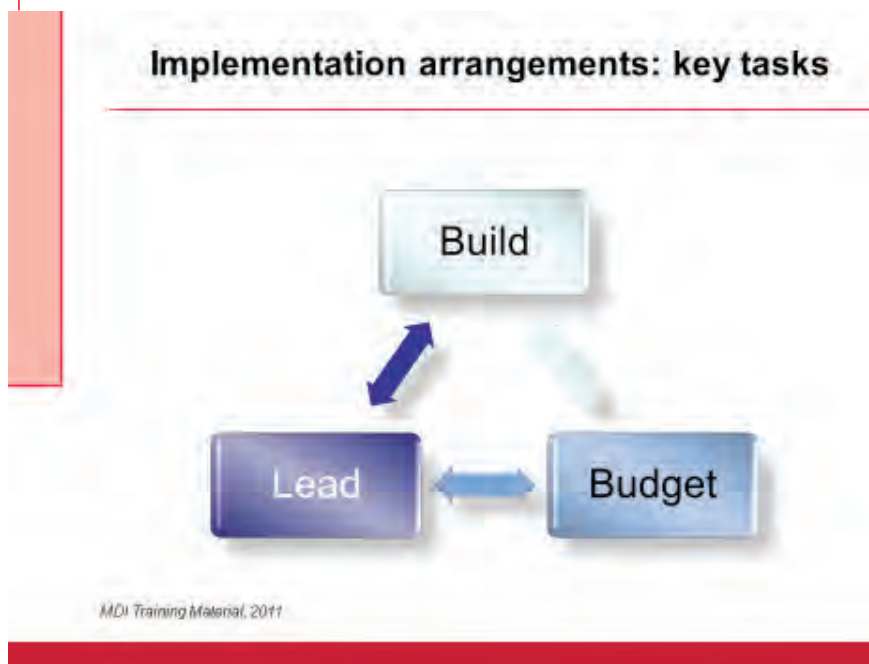 Implementation arrangements: key tasks
Build
Lead
Budget
MDI Training Material, 2011